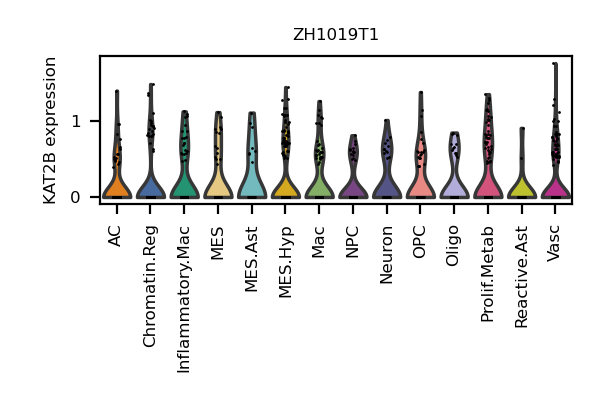 ZH1019T1
KAT2B expression
1
0
AC
Chromatin.Reg
Inflammatory.Mac
MES
MES.Ast
MES.Hyp
Mac
NPC
Neuron
OPC
Oligo
Prolif.Metab
Reactive.Ast
Vasc